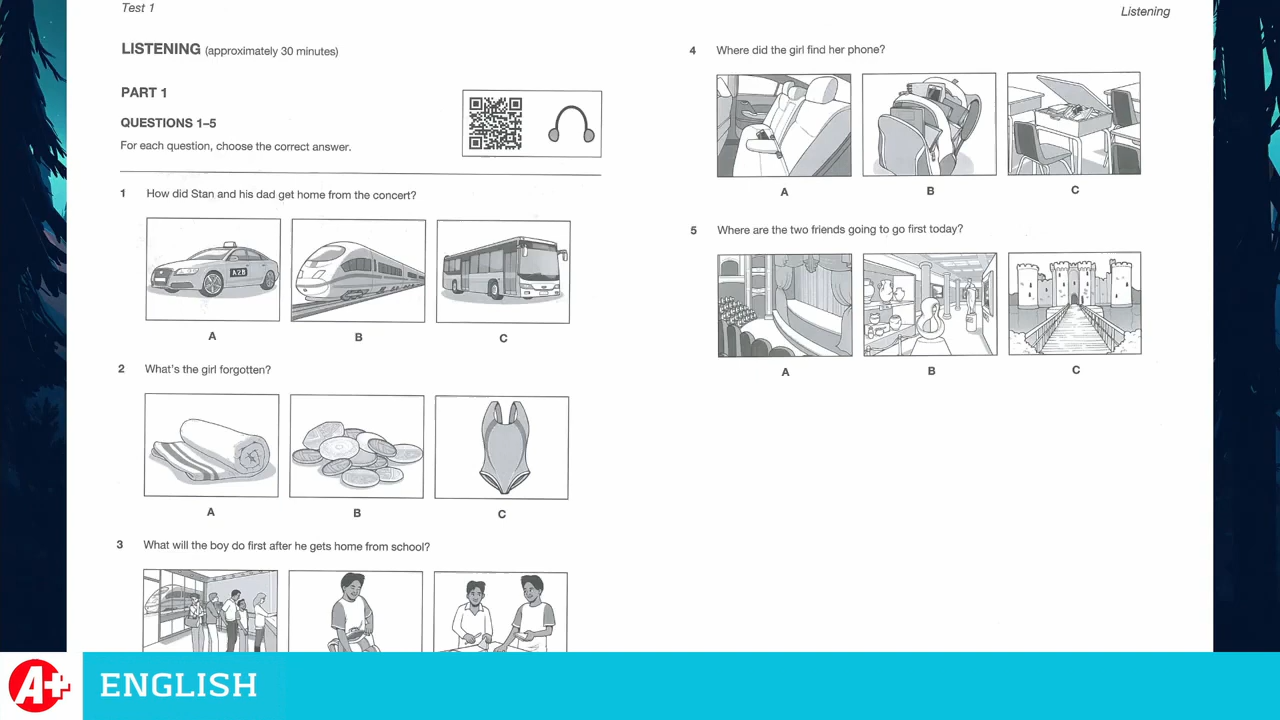 Test 1
LISTENING (approximately 30 minutes)
PART 1
QUESTIONS 1–5
For each question, choose the correct answer.
1 How did Stan and his dad get home from the concert?
A2B
A B C
2 What's the girl forgotten?
A B C
3 What will the boy do first after he gets home from school?
Listening
4 Where did the girl find her phone?
A B C
5 Where are the two friends going to go first today?
A B C
A+ ENGLISH